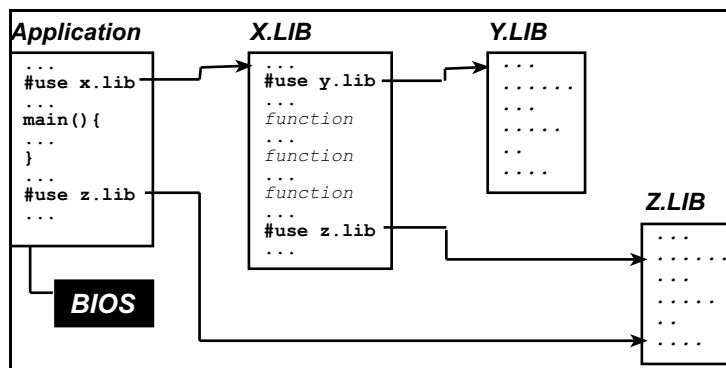 Application
...
#use x.lib
...
main(){
...
}
...
#use z.lib
...
BIOS
X.LIB
...
#use y.lib
...
function
...
function
...
function
...
#use z.lib
...
Y.LIB
...
......
...
.....
..
....
Z.LIB
...
......
...
.....
..
....